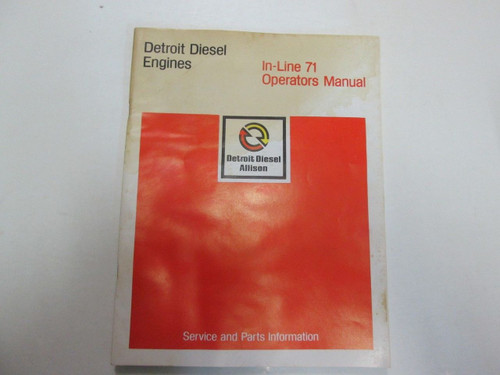 Detroit Diesel
Engines
In-Line 71
Operators Manual
Detroit Diesel
Allison
Service and Parts Information